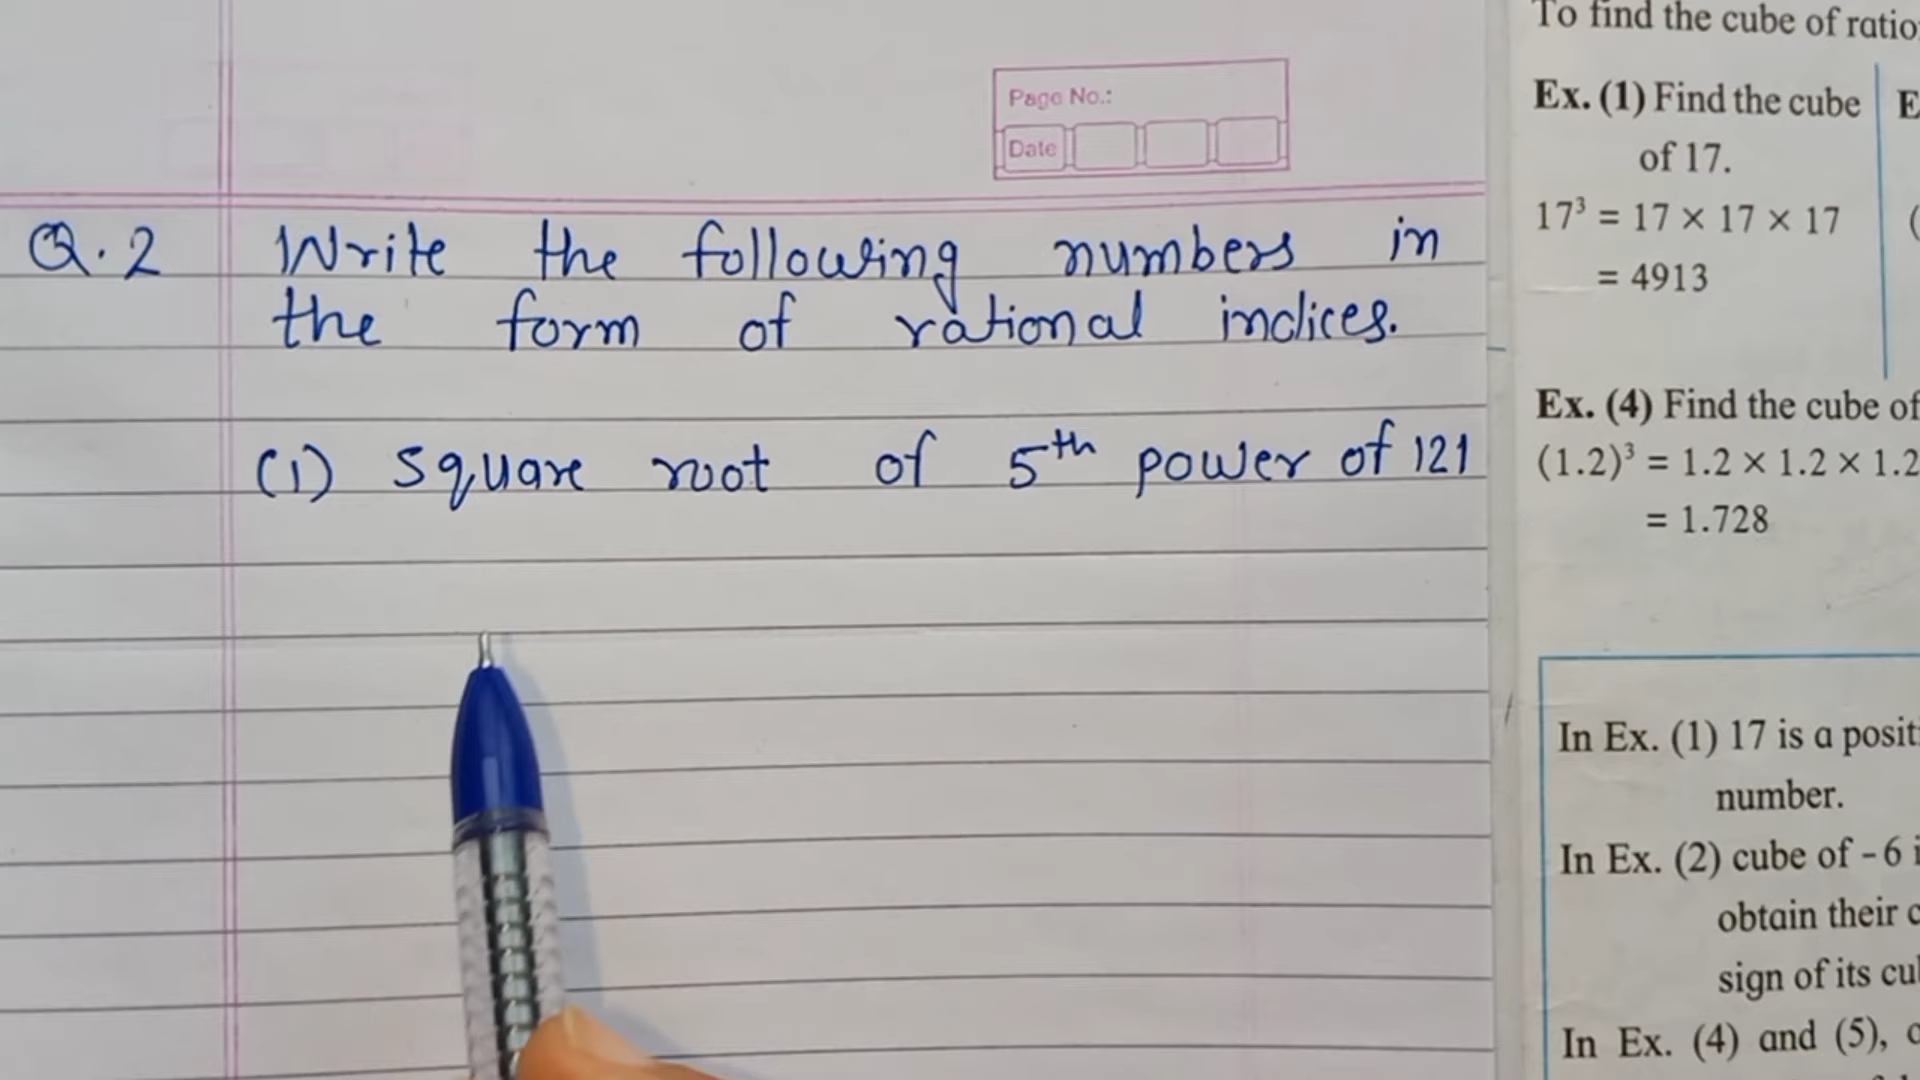 Page No.:
Date
Q.2 Write the following numbers in
the form of rational indices.
(1) square root of 5th power of 121
To find the cube of ratio
Ex. (1) Find the cube
of 17.
17³ = 17 × 17 × 17
= 4913
Ex. (4) Find the cube of
(1.2)³ = 1.2 × 1.2 × 1.2
= 1.728
In Ex. (1) 17 is a posit
number.
In Ex. (2) cube of -6 i
obtain their c
sign of its cu
In Ex. (4) and (5), c